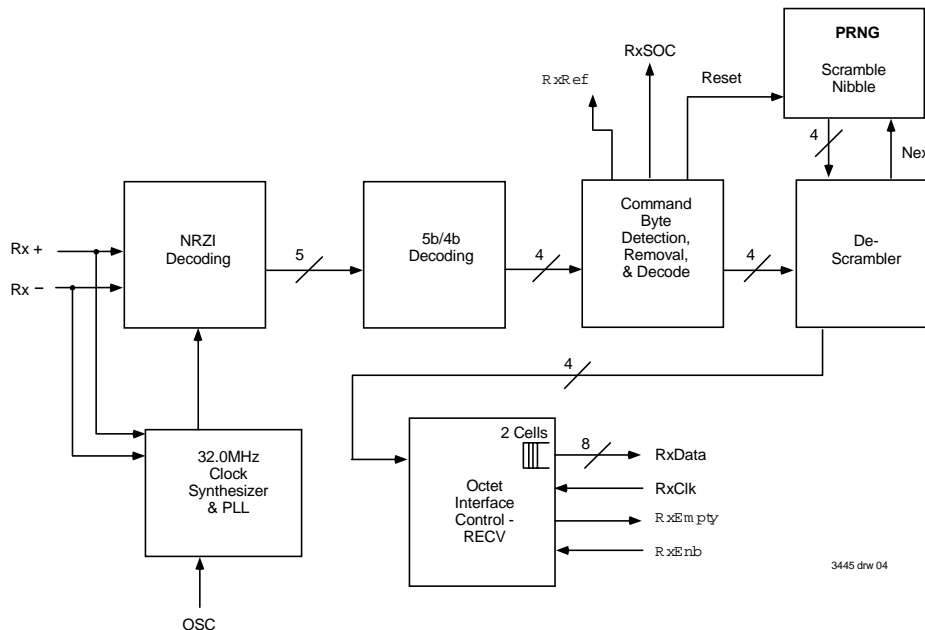 PRNG
Scramble
Nibble
RxSOC
RxRef
Reset
4
Nex
Rx +
Rx −
NRZI
Decoding
5
5b/4b
Decoding
4
Command
Byte
Detection,
Removal,
& Decode
4
De-
Scrambler
4
32.0MHz
Clock
Synthesizer
& PLL
OSC
2 Cells
Octet
Interface
Control -
RECV
8
RxData
RxClk
RxEmpty
RxEnb
3445 drw 04